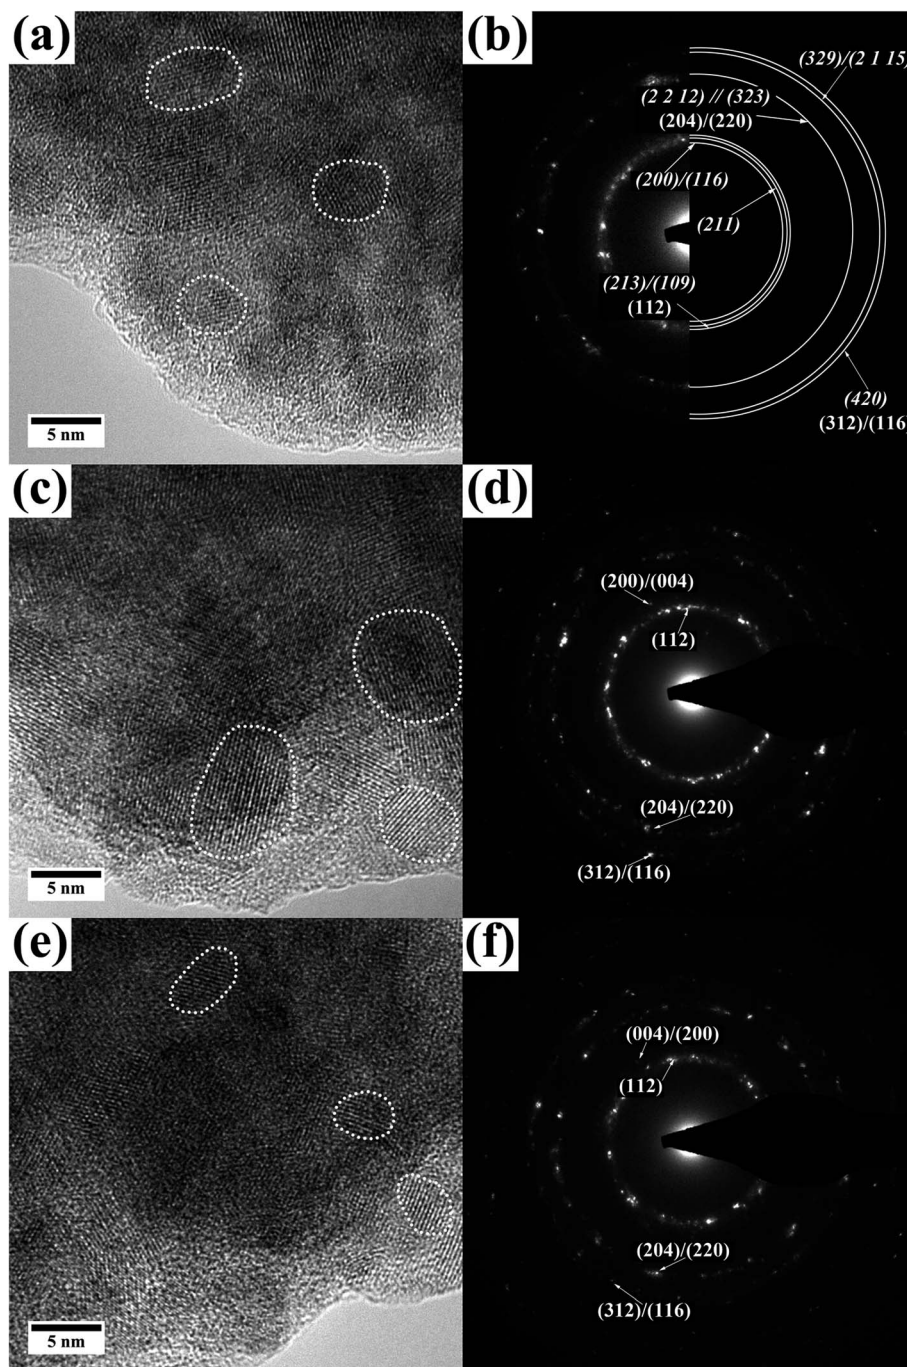 (a)
5 nm
(b)
(329)/(2 1 15)
(2 2 12) // (323)
(204)/(220)
(200)/(116)
(211)
(213)/(109)
(112)
(420)
(312)/(116)
(c)
5 nm
(d)
(200)/(004)
(112)
(204)/(220)
(312)/(116)
(e)
5 nm
(f)
(004)/(200)
(112)
(204)/(220)
(312)/(116)